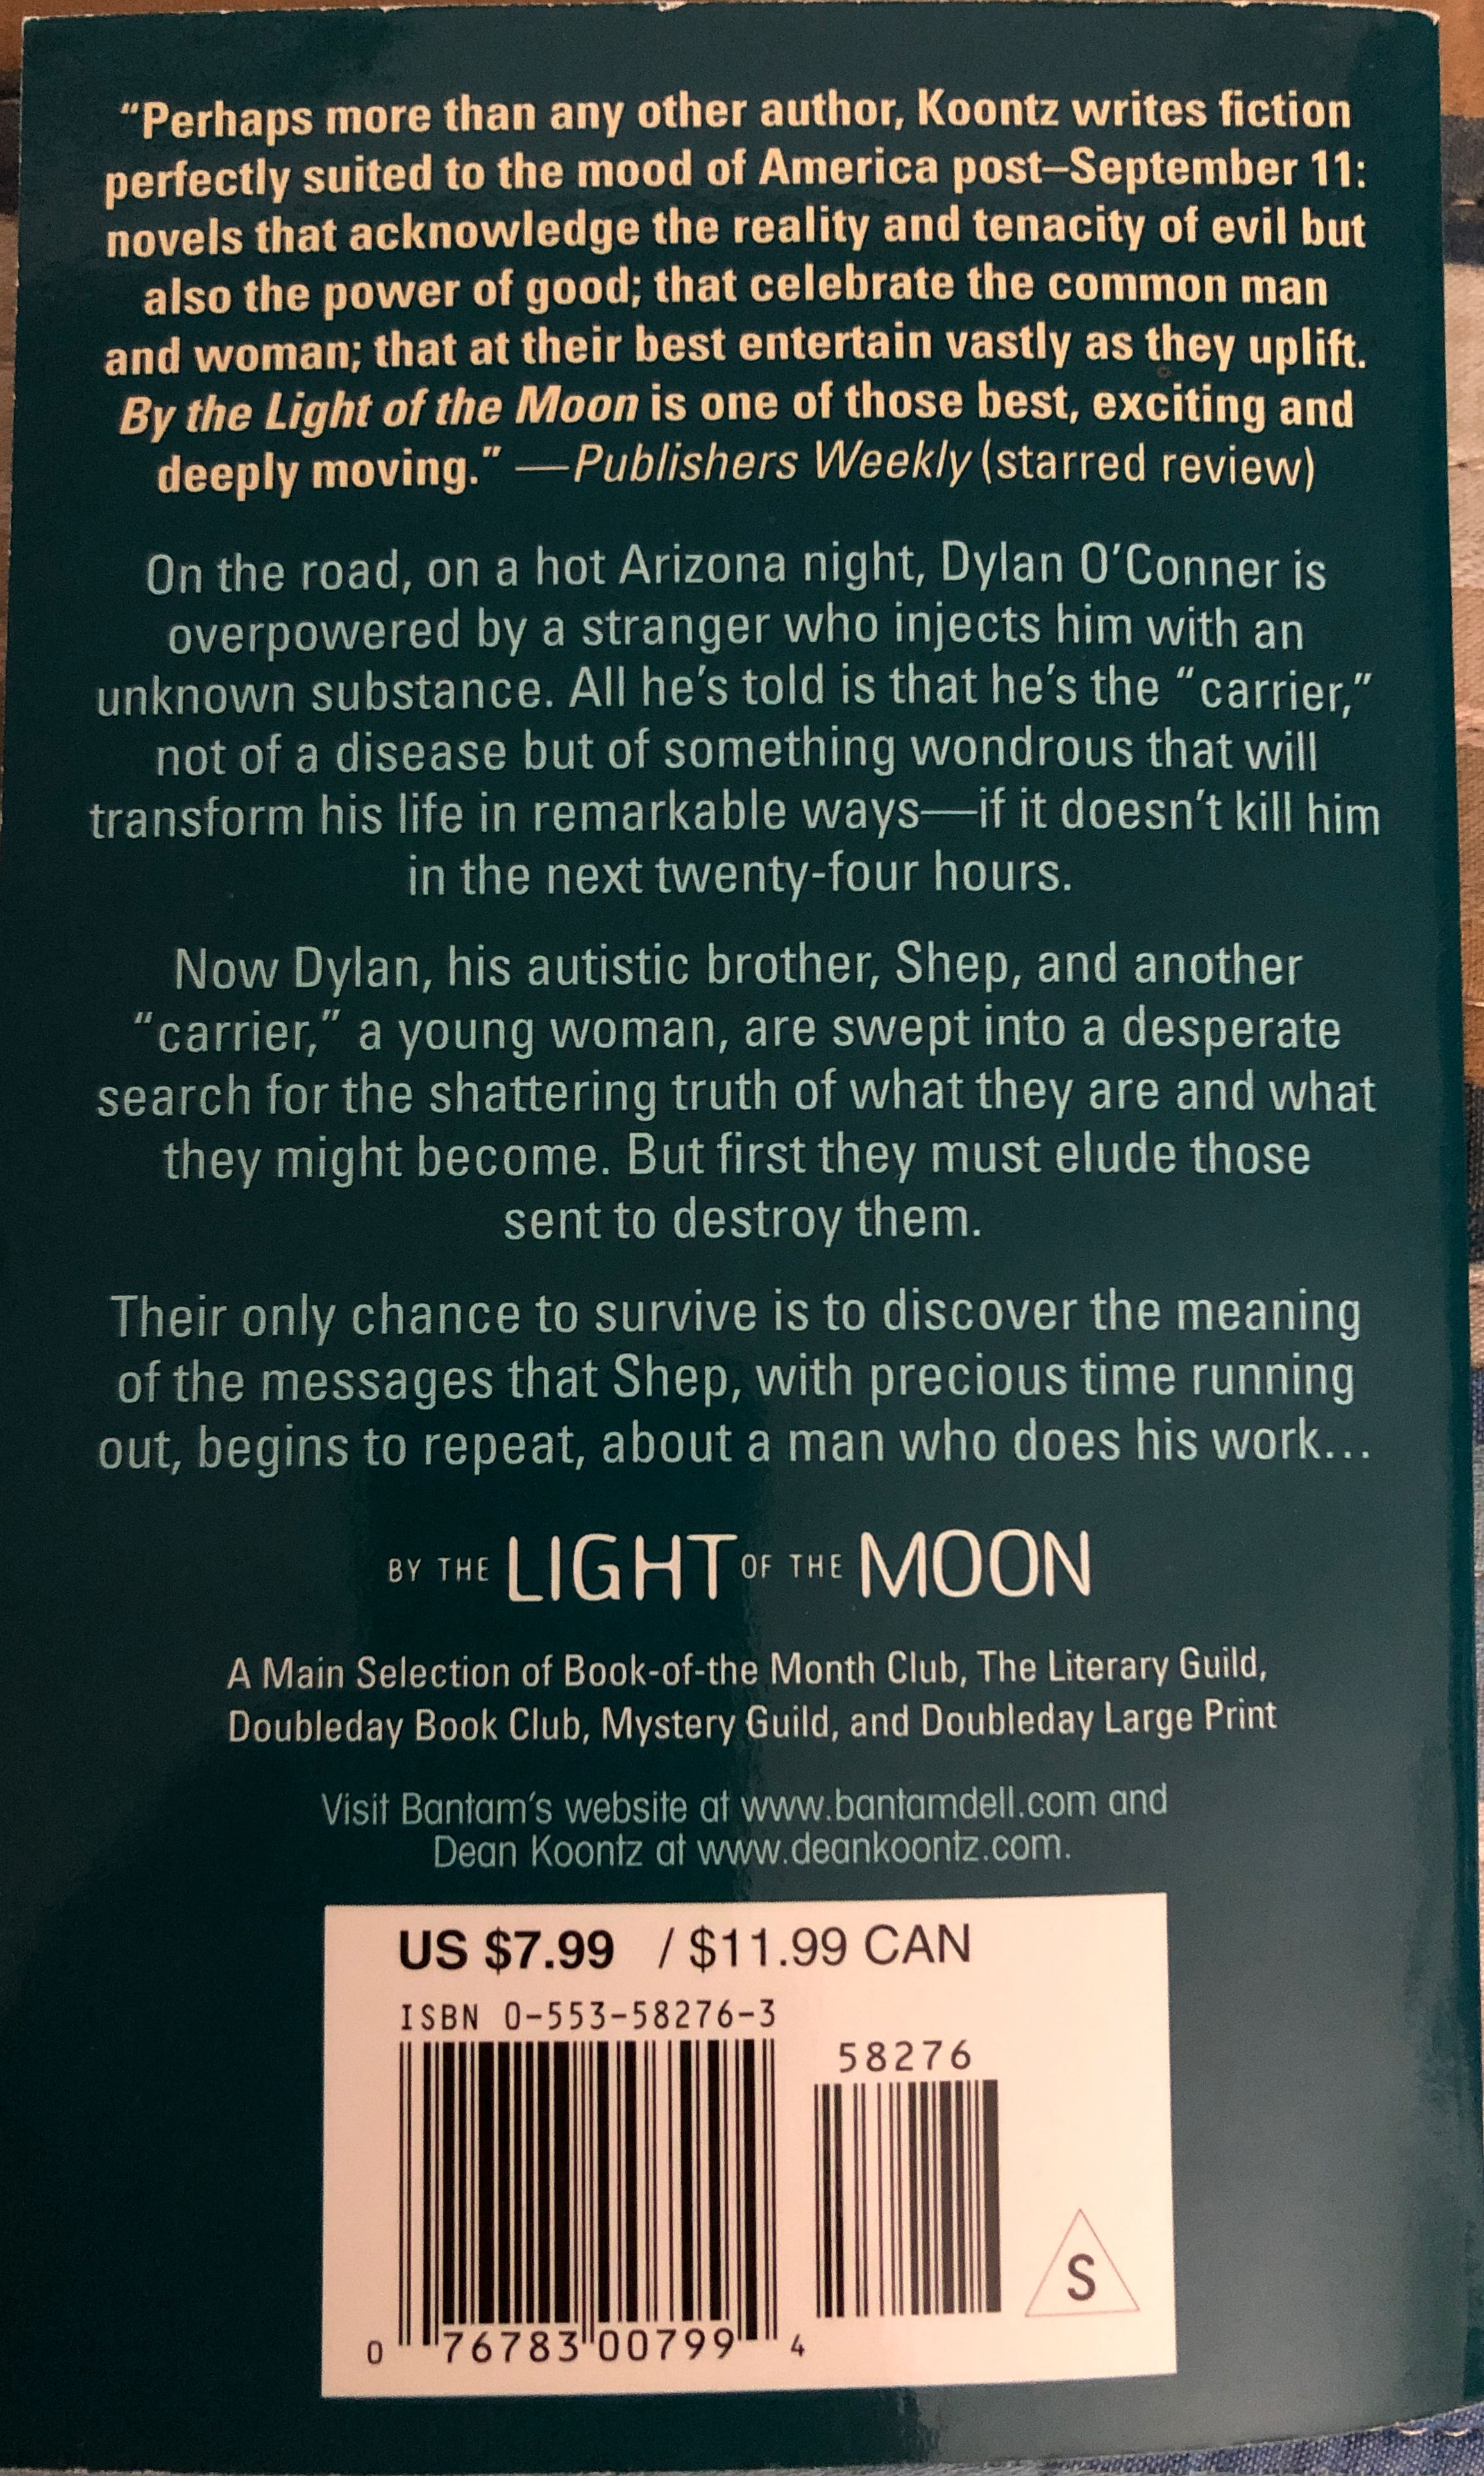 “Perhaps more than any other author, Koontz writes fiction
perfectly suited to the mood of America post–September 11:
novels that acknowledge the reality and tenacity of evil but
also the power of good; that celebrate the common man
and woman; that at their best entertain vastly as they uplift.
By the Light of the Moon is one of those best, exciting and
deeply moving.” —Publishers Weekly (starred review)
On the road, on a hot Arizona night, Dylan O’Conner is
overpowered by a stranger who injects him with an
unknown substance. All he’s told is that he’s the “carrier,”
not of a disease but of something wondrous that will
transform his life in remarkable ways—if it doesn’t kill him
in the next twenty-four hours.
Now Dylan, his autistic brother, Shep, and another
“carrier,” a young woman, are swept into a desperate
search for the shattering truth of what they are and what
they might become. But first they must elude those
sent to destroy them.
Their only chance to survive is to discover the meaning
of the messages that Shep, with precious time running
out, begins to repeat, about a man who does his work...
BY THE LIGHT OF THE MOON
A Main Selection of Book-of-the Month Club, The Literary Guild,
Doubleday Book Club, Mystery Guild, and Doubleday Large Print
Visit Bantam’s website at www.bantamdell.com and
Dean Koontz at www.deankoontz.com.
US $7.99 / $11.99 CAN
ISBN 0-553-58276-3
58276
S
0 76783 00799 4